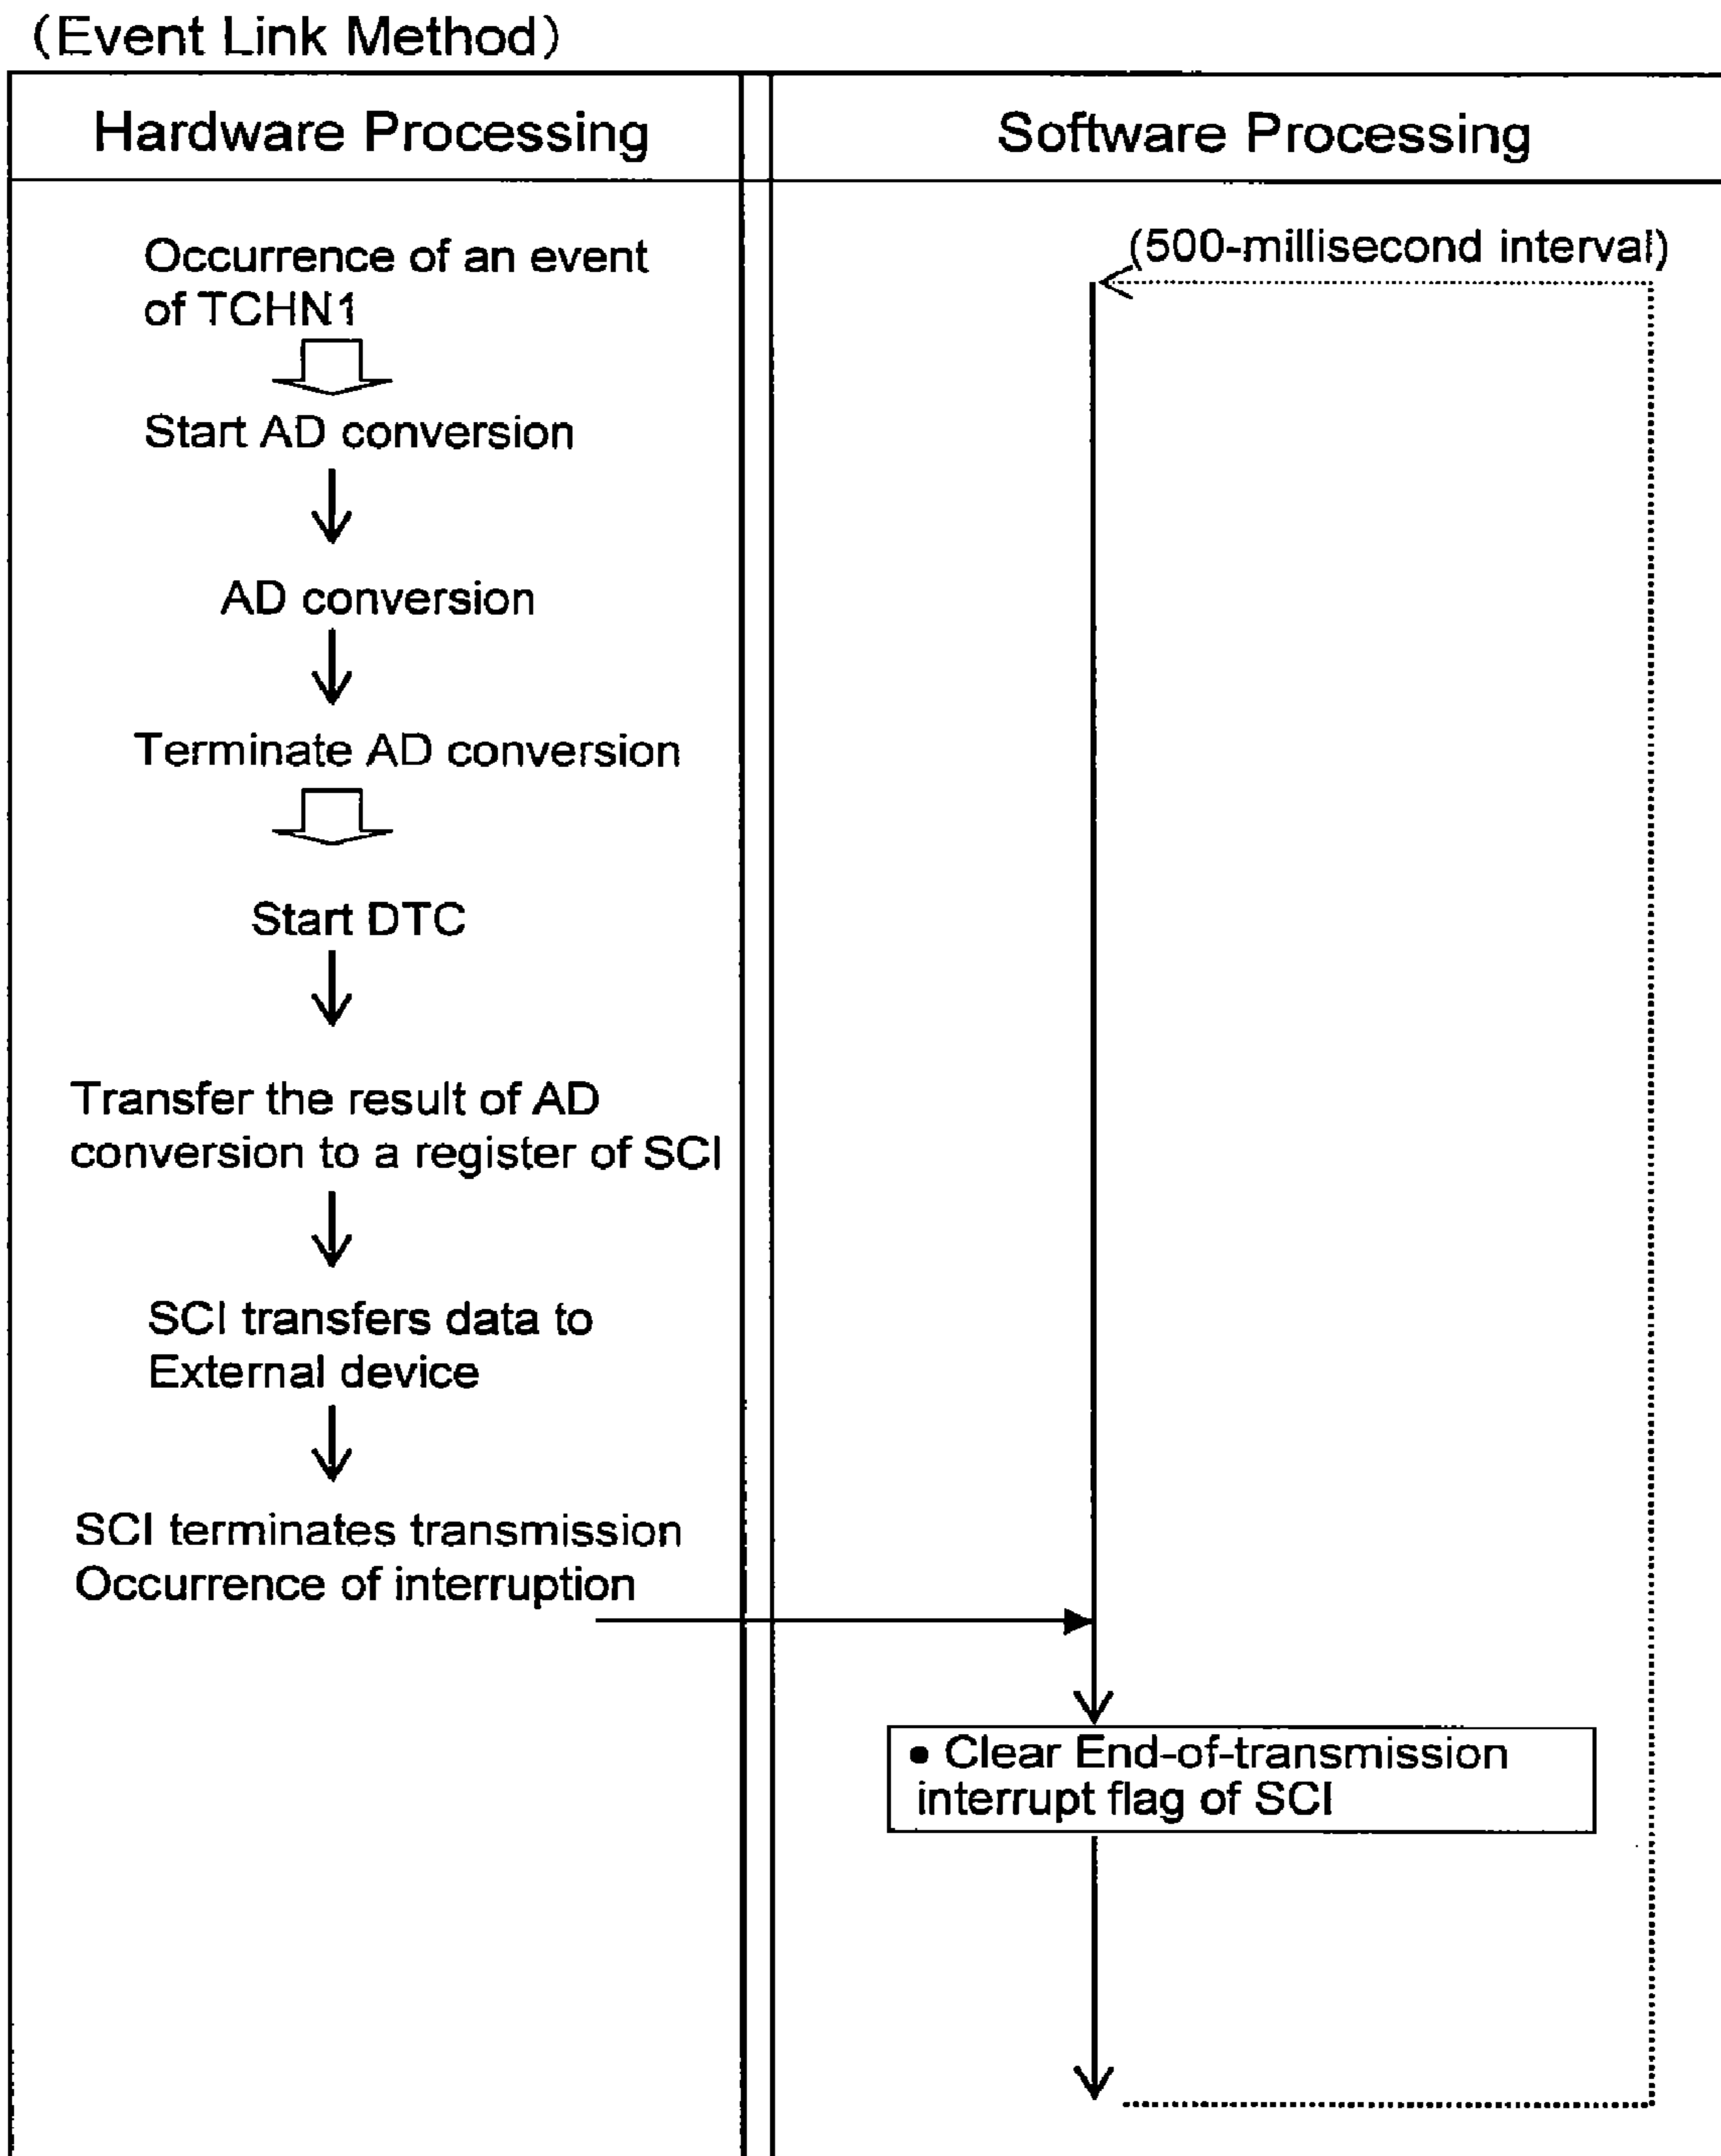 (Event Link Method)
Hardware Processing
Software Processing
Occurrence of an event
of TCHN1
Start AD conversion
AD conversion
Terminate AD conversion
Start DTC
Transfer the result of AD
conversion to a register of SCI
SCI transfers data to
External device
SCI terminates transmission
Occurrence of interruption
(500-millisecond interval)
• Clear End-of-transmission
interrupt flag of SCI